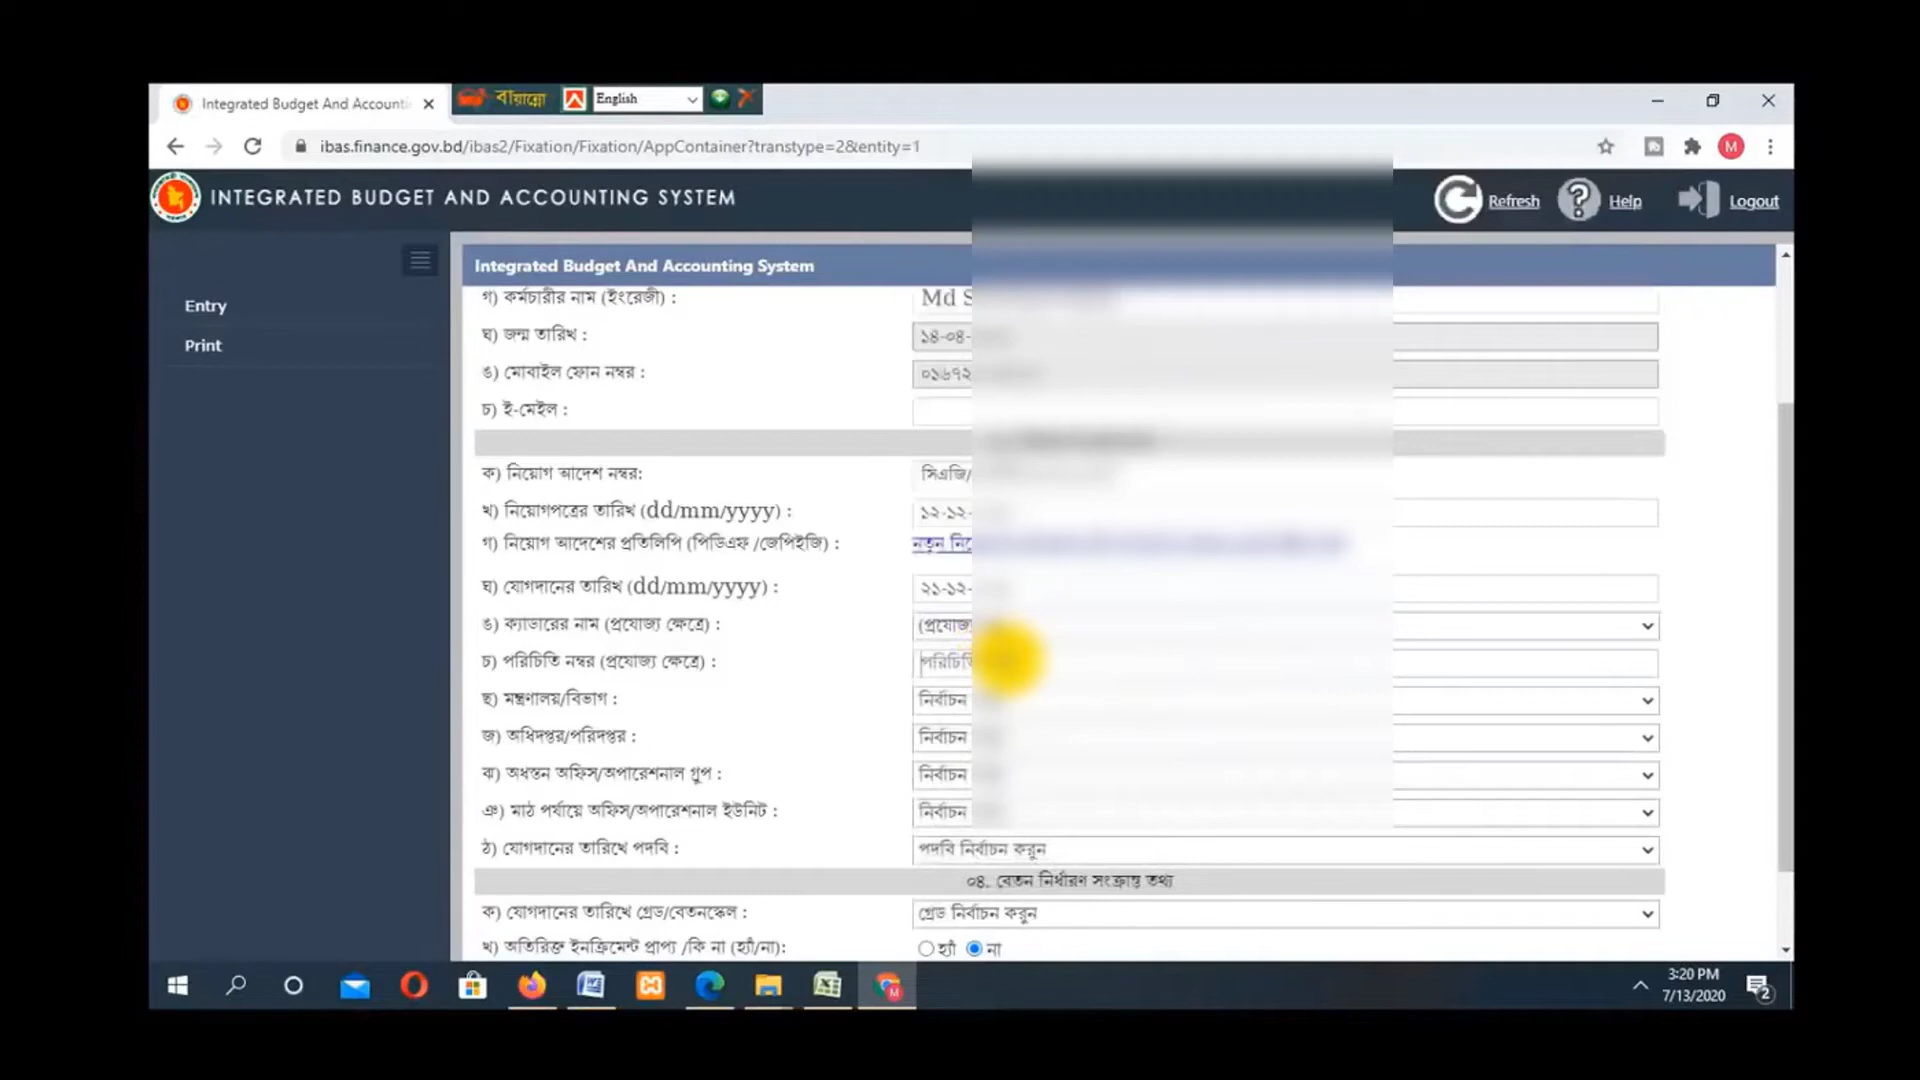 Integrated Budget And Accounti
বায়ান্নো
English
ibas.finance.gov.bd/ibas2/Fixation/Fixation/AppContainer?transtype=2&entity=1
M
INTEGRATED BUDGET AND ACCOUNTING SYSTEM
Refresh
Help
Logout
Integrated Budget And Accounting System
Entry
Print
গ) কর্মচারীর নাম (ইংরেজী) : Md S
ঘ) জন্ম তারিখ : ১৪-০৪-
ঙ) মোবাইল ফোন নম্বর : ০১৬৭২
চ) ই-মেইল :
ক) নিয়োগ আদেশ নম্বর: সিএজি/
খ) নিয়োগপত্রের তারিখ (dd/mm/yyyy) : ১২-১২-
গ) নিয়োগ আদেশের প্রতিলিপি (পিডিএফ /জেপিইজি) : নতুন
ঘ) যোগদানের তারিখ (dd/mm/yyyy) : ২১-১২-
ঙ) ক্যাডারের নাম (প্রযোজ্য ক্ষেত্রে) : (প্রযোজ্য
চ) পরিচিতি নম্বর (প্রযোজ্য ক্ষেত্রে) : পরিচিতি
ছ) মন্ত্রণালয়/বিভাগ : নির্বাচন
জ) অধিদপ্তর/পরিদপ্তর : নির্বাচন
ঝ) অধস্তন অফিস/অপারেশনাল গ্রুপ : নির্বাচন
ঞ) মাঠ পর্যায়ে অফিস/অপারেশনাল ইউনিট : নির্বাচন
ঠ) যোগদানের তারিখে পদবি : পদবি নির্বাচন করুন
০৪. বেতন নির্ধারণ সংক্রান্ত তথ্য
ক) যোগদানের তারিখে গ্রেড/বেতনস্কেল : গ্রেড নির্বাচন করুন
খ) অতিরিক্ত ইনক্রিমেন্ট প্রাপ্য /কি না (হ্যাঁ/না): হ্যাঁ না
3:20 PM
7/13/2020
2